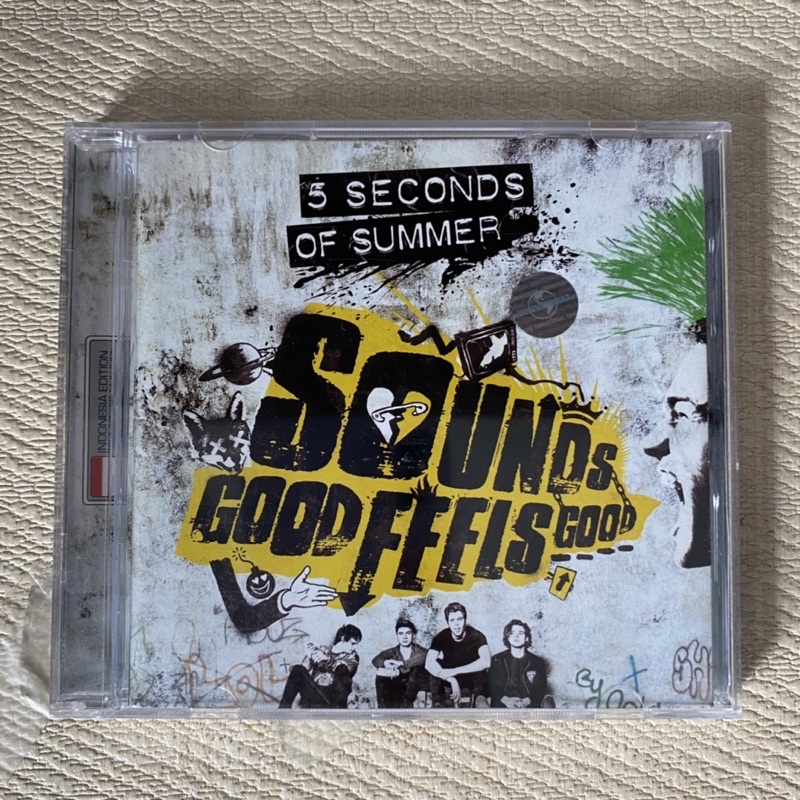 5 SECONDS
OF SUMMER
SOUNDS
GOOD FEELS GOOD
INDONESIA EDITION